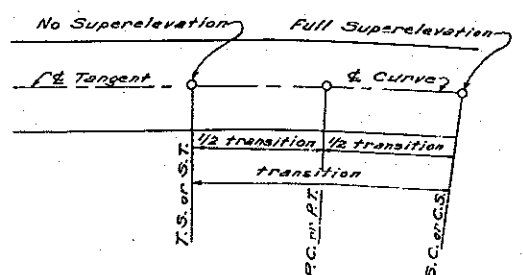 No Superelevation
Full Superelevation
℄ Tangent
℄ Curve
1/2 transition
1/2 transition
transition
T.S. or S.T.
P.C. or P.T.
S.C. or C.S.